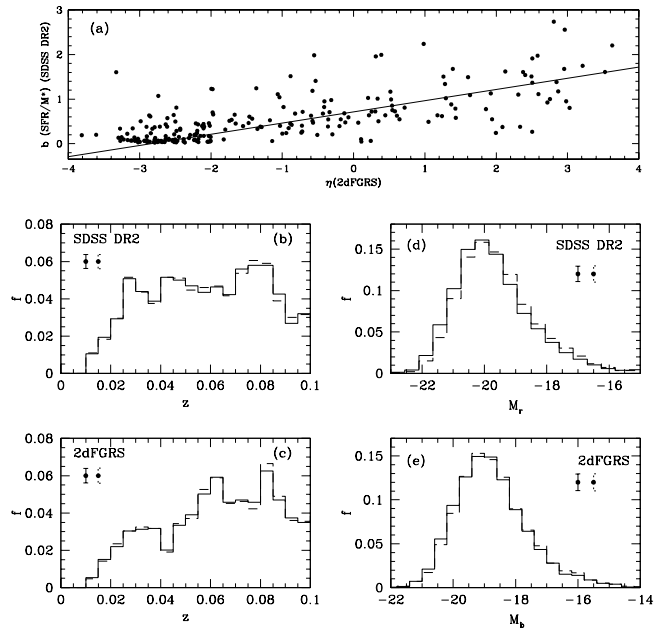 (a)
b (SFR/M*) (SDSS DR2)
3
2
1
0
−4 −3 −2 −1 0 1 2 3 4
η(2dFGRS)
SDSS DR2 (b)
f
0.08
0.06
0.04
0.02
0
0 0.02 0.04 0.06 0.08 0.1
z
(d) SDSS DR2
f
0.15
0.1
0.05
0
−22 −20 −18 −16
M_r
2dFGRS (c)
f
0.08
0.06
0.04
0.02
0
0 0.02 0.04 0.06 0.08 0.1
z
(e) 2dFGRS
f
0.15
0.1
0.05
0
−22 −20 −18 −16 −14
M_b